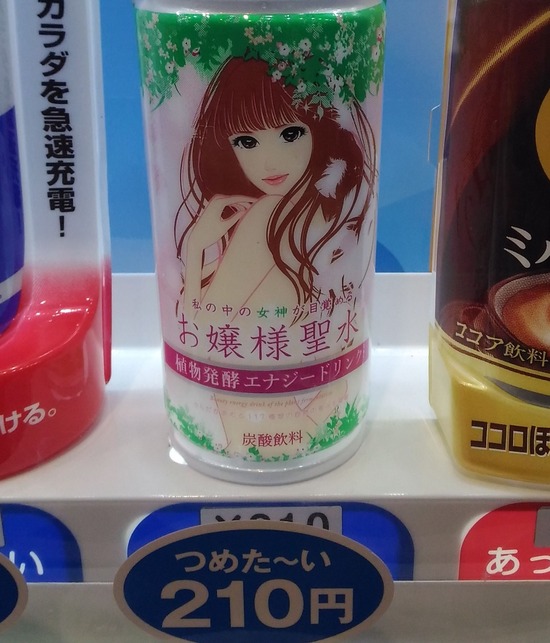 カラダを急速充電！
ける。
い
私の中の女神が目覚める
お嬢様聖水
植物発酵エナジードリンク
炭酸飲料
ミル
ココア飲料
ココロほ
¥210
つめた〜い
210円
あっ